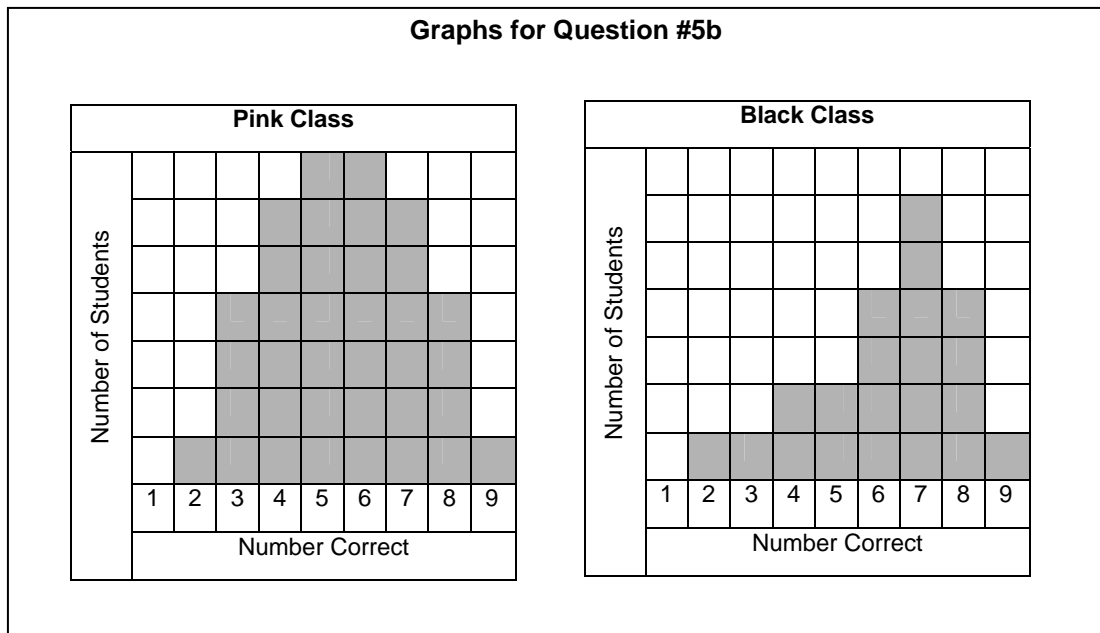 Graphs for Question #5b
Pink Class
Number of Students
1 2 3 4 5 6 7 8 9
Number Correct
Black Class
Number of Students
1 2 3 4 5 6 7 8 9
Number Correct